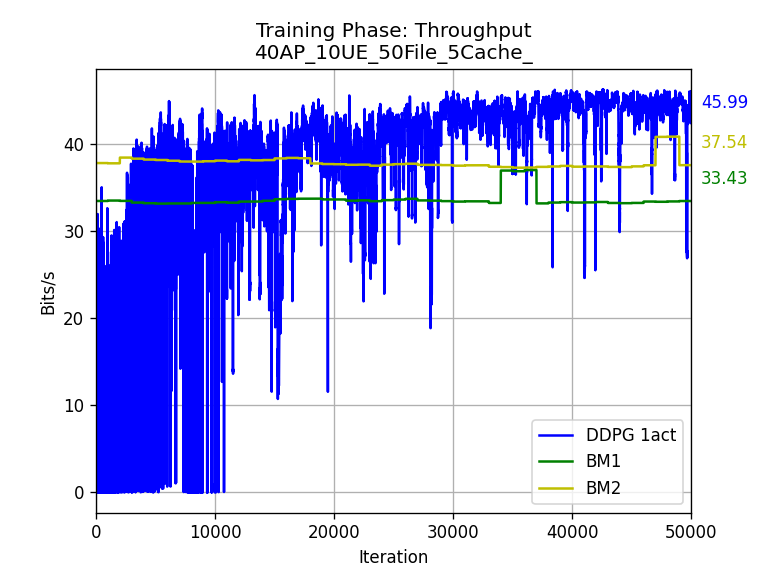 Training Phase: Throughput
40AP_10UE_50File_5Cache_
45.99
37.54
33.43
Bits/s
40
30
20
10
0
DDPG 1act
BM1
BM2
0 10000 20000 30000 40000 50000
Iteration